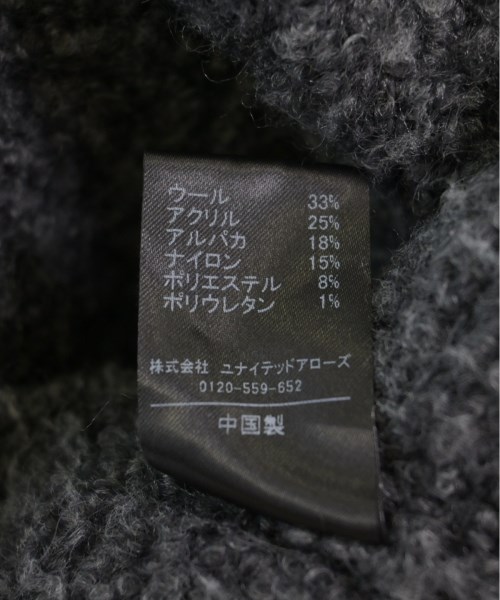 ウール 33%
アクリル 25%
アルパカ 18%
ナイロン 15%
ポリエステル 8%
ポリウレタン 1%
株式会社 ユナイテッドアローズ
0120-559-652
中国製